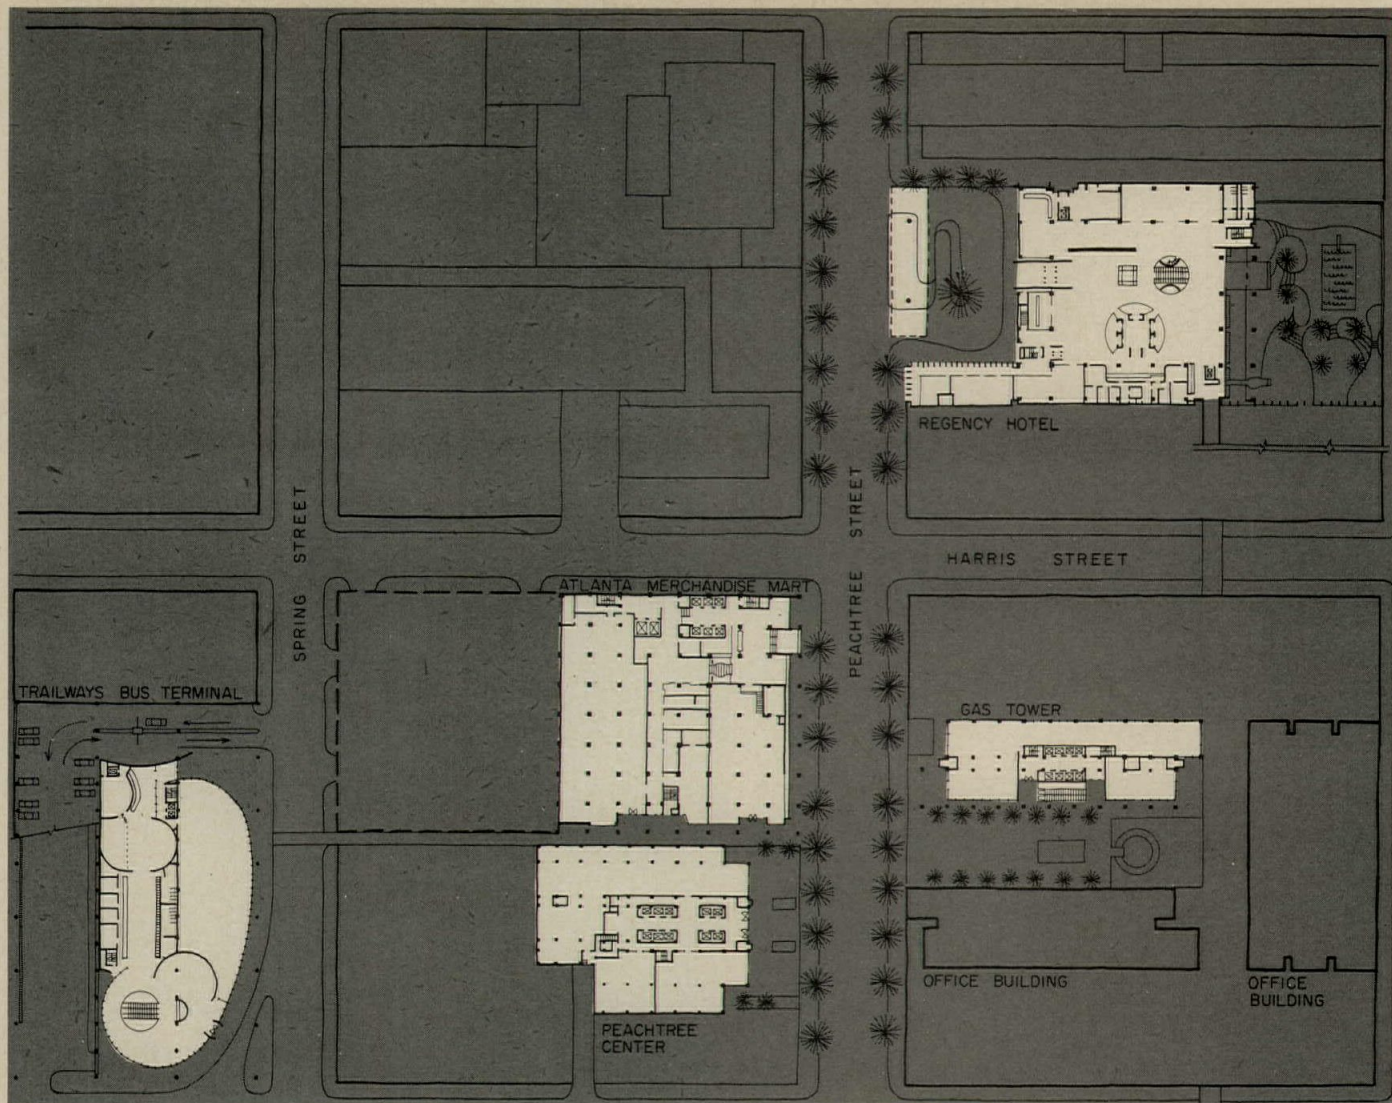 REGENCY HOTEL
SPRING STREET
PEACHTREE STREET
HARRIS STREET
ATLANTA MERCHANDISE MART
TRAILWAYS BUS TERMINAL
GAS TOWER
OFFICE BUILDING
OFFICE
BUILDING
PEACHTREE
CENTER